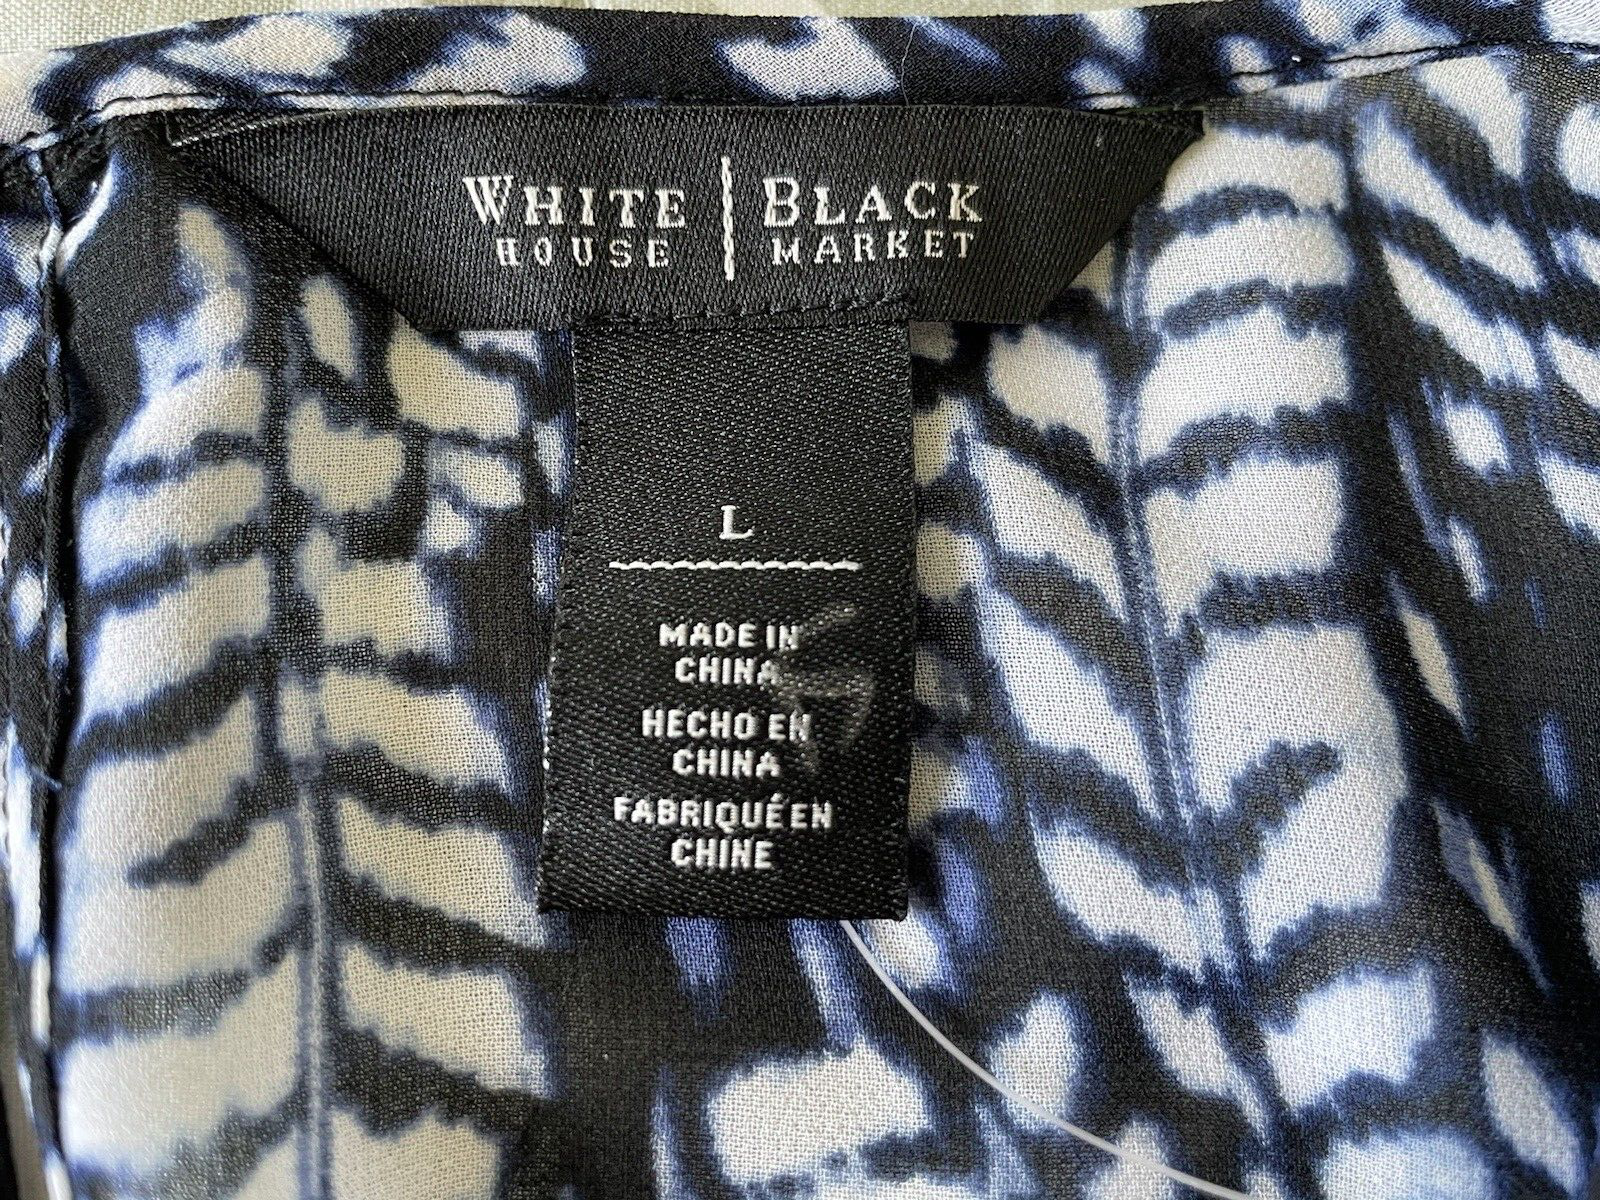 WHITE | BLACK
HOUSE | MARKET
L
MADE IN
CHINA
HECHO EN
CHINA
FABRIQUÉ EN
CHINE